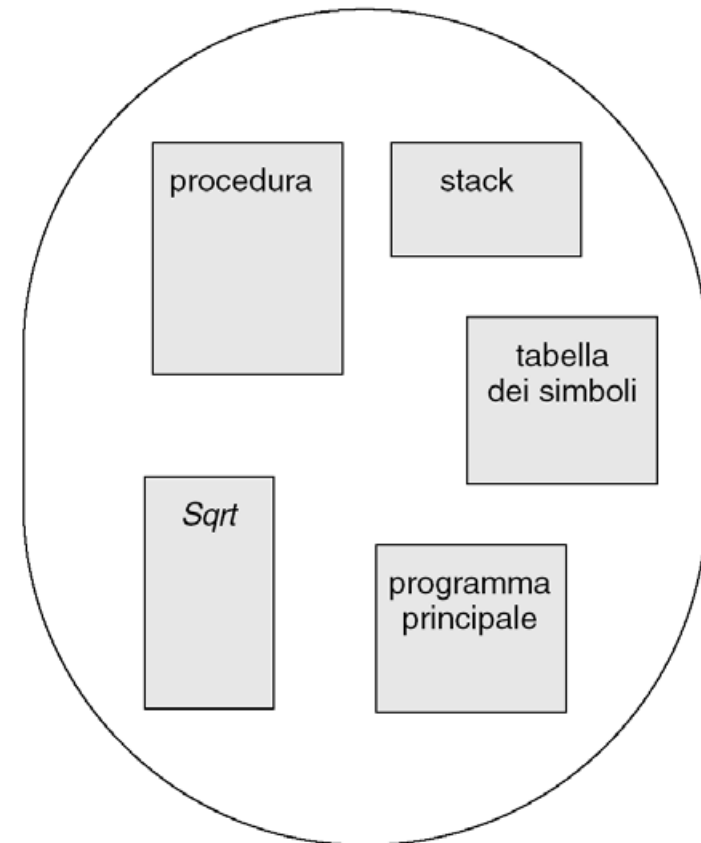 procedura
stack
tabella
dei simboli
Sqrt
programma
principale